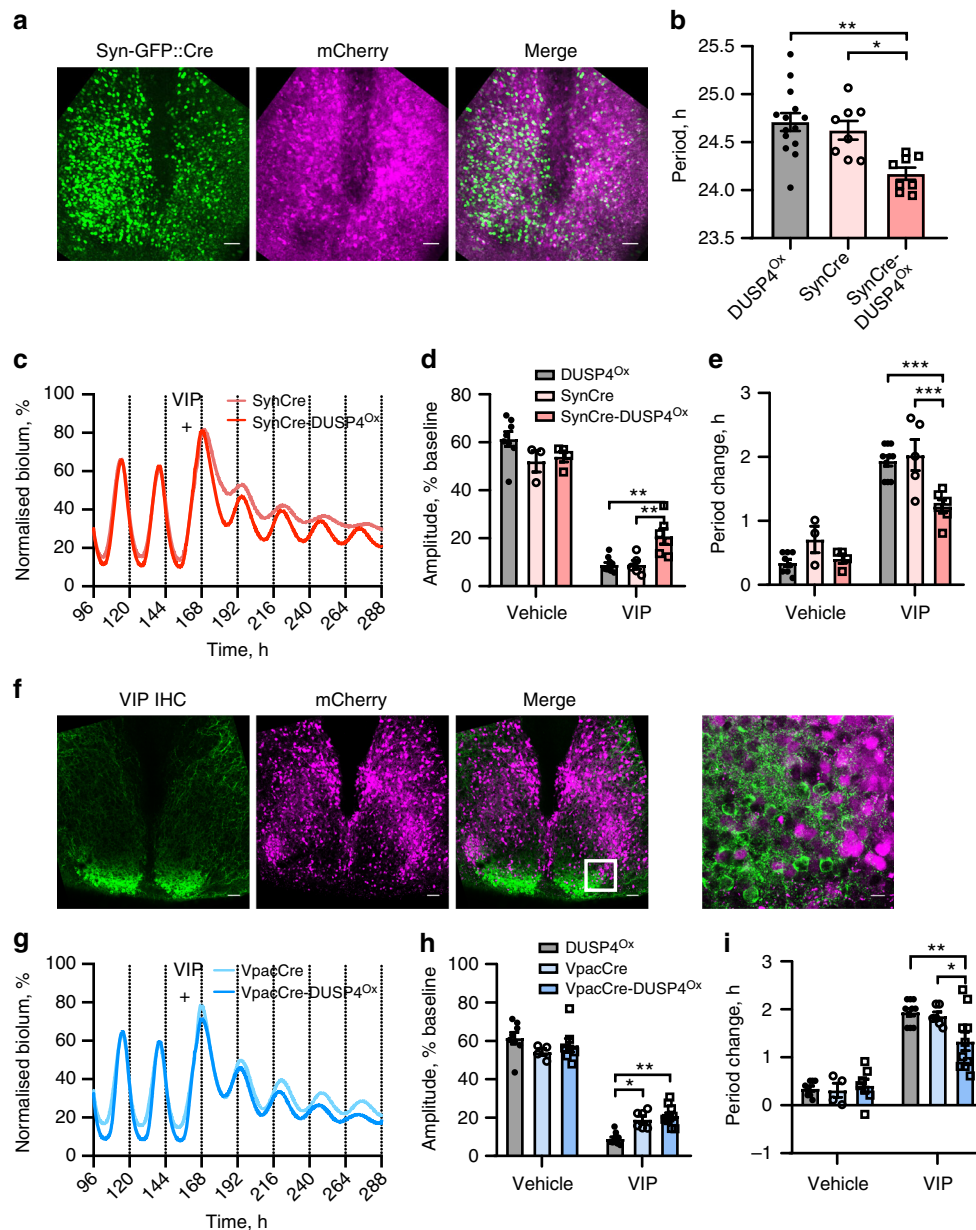 a
Syn-GFP::Cre
mCherry
Merge
b
Period, h
25.5
25.0
24.5
24.0
23.5
**
*
DUSP4Ox
SynCre
SynCre-
DUSP4Ox
c
Normalised biolum, %
100
80
60
40
20
0
VIP
+
SynCre
SynCre-DUSP4Ox
96 120 144 168 192 216 240 264 288
Time, h
d
Amplitude, % baseline
80
60
40
20
0
DUSP4Ox
SynCre
SynCre-DUSP4Ox
**
**
Vehicle VIP
e
Period change, h
3
2
1
0
***
***
Vehicle VIP
f
VIP IHC
mCherry
Merge
g
Normalised biolum, %
100
80
60
40
20
0
VIP
+
VpacCre
VpacCre-DUSP4Ox
96 120 144 168 192 216 240 264 288
Time, h
h
Amplitude, % baseline
100
80
60
40
20
0
DUSP4Ox
VpacCre
VpacCre-DUSP4Ox
**
*
Vehicle VIP
i
Period change, h
3
2
1
0
−1
**
*
Vehicle VIP